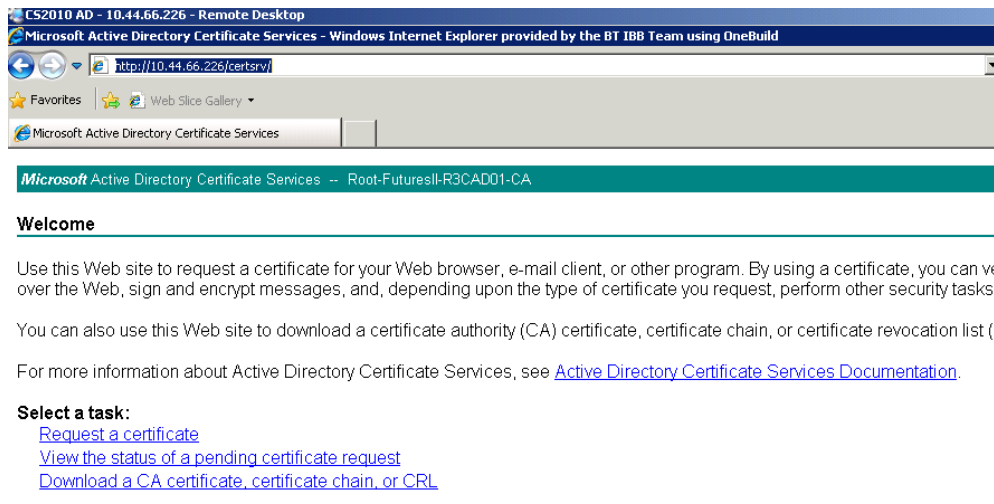 CS2010 AD - 10.44.66.226 - Remote Desktop
Microsoft Active Directory Certificate Services - Windows Internet Explorer provided by the BT IBB Team using OneBuild
http://10.44.66.226/certsrv/
Favorites Web Slice Gallery
Microsoft Active Directory Certificate Services
Microsoft Active Directory Certificate Services -- Root-FuturesII-R3CAD01-CA
Welcome
Use this Web site to request a certificate for your Web browser, e-mail client, or other program. By using a certificate, you can ve
over the Web, sign and encrypt messages, and, depending upon the type of certificate you request, perform other security tasks
You can also use this Web site to download a certificate authority (CA) certificate, certificate chain, or certificate revocation list (
For more information about Active Directory Certificate Services, see Active Directory Certificate Services Documentation.
Select a task:
Request a certificate
View the status of a pending certificate request
Download a CA certificate, certificate chain, or CRL